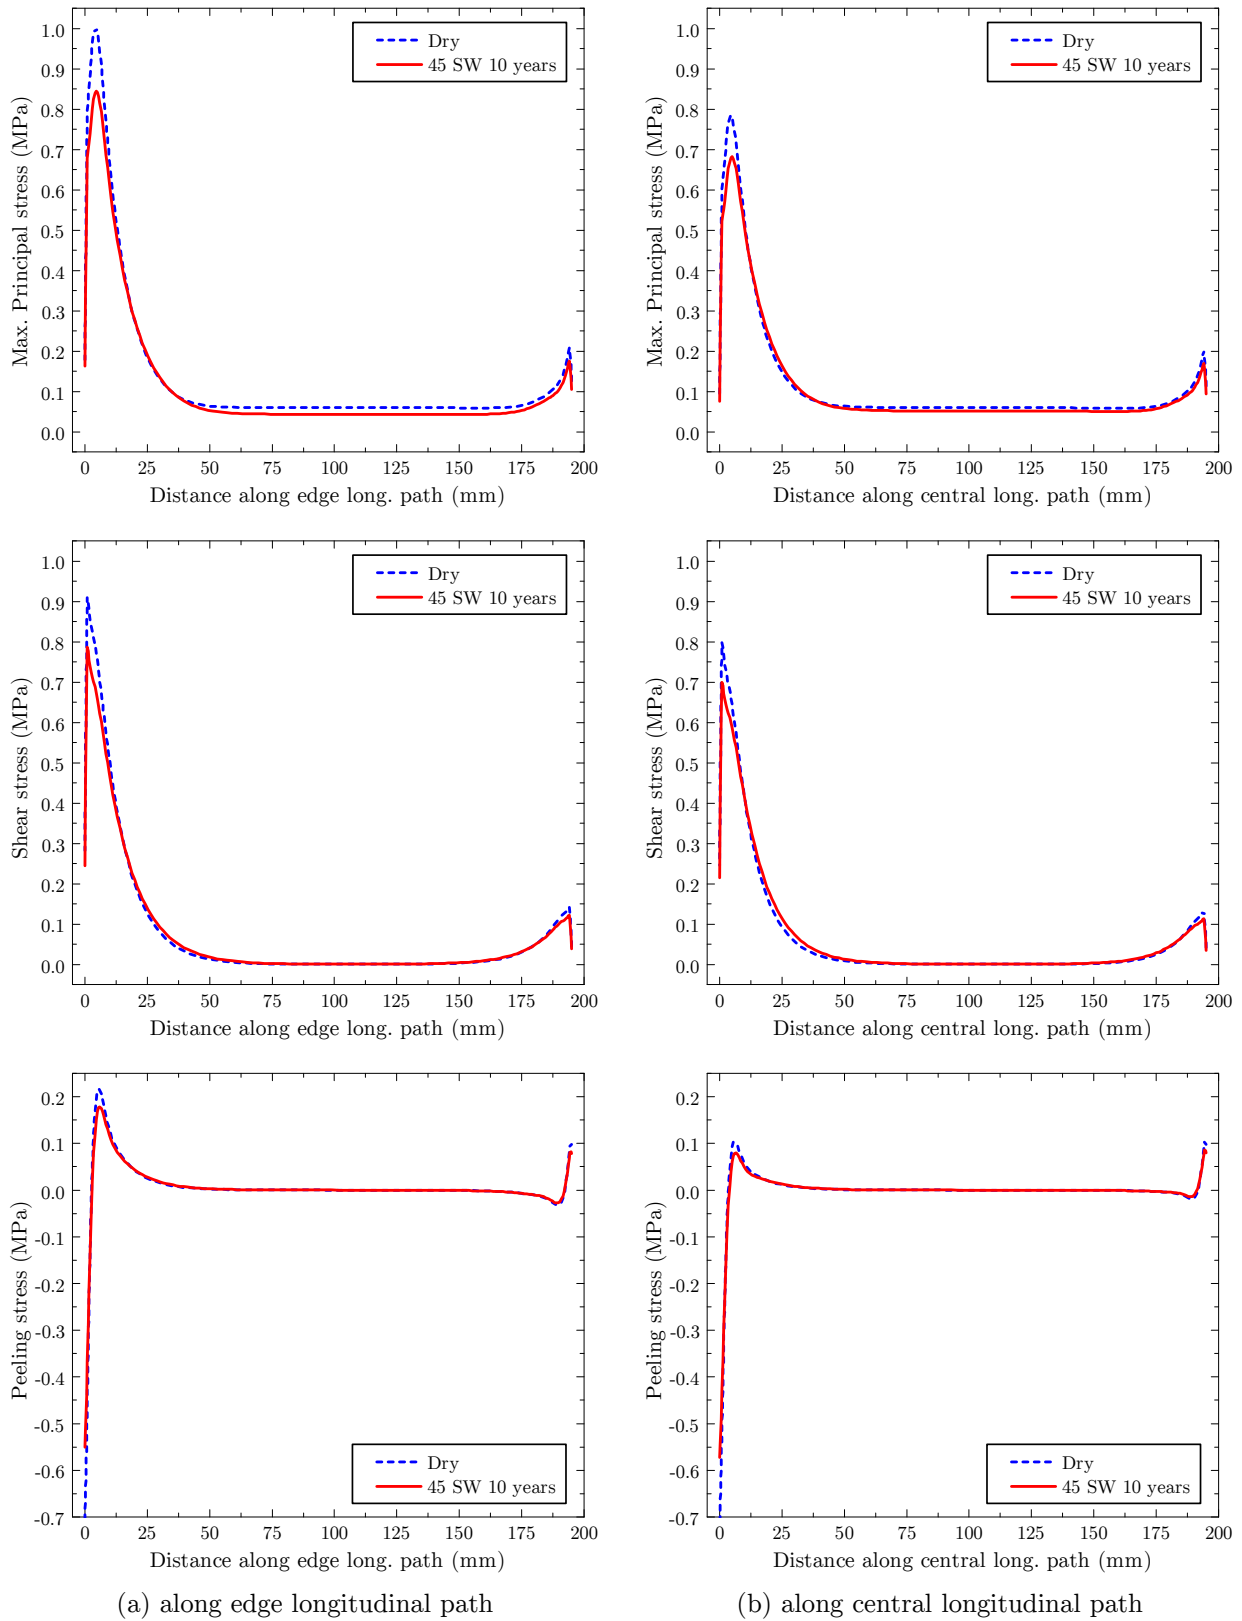 1.0
0.9
0.8
0.7
0.6
0.5
0.4
0.3
0.2
0.1
0.0
Max. Principal stress (MPa)
Dry
45 SW 10 years
0 25 50 75 100 125 150 175 200
Distance along edge long. path (mm)
1.0
0.9
0.8
0.7
0.6
0.5
0.4
0.3
0.2
0.1
0.0
Max. Principal stress (MPa)
Dry
45 SW 10 years
0 25 50 75 100 125 150 175 200
Distance along central long. path (mm)
1.0
0.9
0.8
0.7
0.6
0.5
0.4
0.3
0.2
0.1
0.0
Shear stress (MPa)
Dry
45 SW 10 years
0 25 50 75 100 125 150 175 200
Distance along edge long. path (mm)
1.0
0.9
0.8
0.7
0.6
0.5
0.4
0.3
0.2
0.1
0.0
Shear stress (MPa)
Dry
45 SW 10 years
0 25 50 75 100 125 150 175 200
Distance along central long. path (mm)
0.2
0.1
0.0
-0.1
-0.2
-0.3
-0.4
-0.5
-0.6
-0.7
Peeling stress (MPa)
Dry
45 SW 10 years
0 25 50 75 100 125 150 175 200
Distance along edge long. path (mm)
0.2
0.1
0.0
-0.1
-0.2
-0.3
-0.4
-0.5
-0.6
-0.7
Peeling stress (MPa)
Dry
45 SW 10 years
0 25 50 75 100 125 150 175 200
Distance along central long. path (mm)
(a) along edge longitudinal path
(b) along central longitudinal path